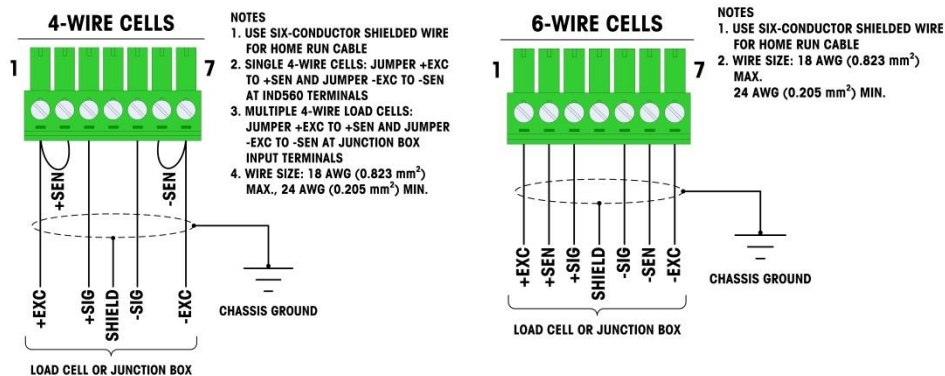 4-WIRE CELLS
1
7
+SEN
-SEN
+EXC
+SIG
SHIELD
-SIG
-EXC
CHASSIS GROUND
LOAD CELL OR JUNCTION BOX
NOTES
1. USE SIX-CONDUCTOR SHIELDED WIRE
FOR HOME RUN CABLE
2. SINGLE 4-WIRE CELLS: JUMPER +EXC
TO +SEN AND JUMPER -EXC TO -SEN
AT IND560 TERMINALS
3. MULTIPLE 4-WIRE LOAD CELLS:
JUMPER +EXC TO +SEN AND JUMPER
-EXC TO -SEN AT JUNCTION BOX
INPUT TERMINALS
4. WIRE SIZE: 18 AWG (0.823 mm²)
MAX., 24 AWG (0.205 mm²) MIN.
6-WIRE CELLS
1
7
+EXC
+SEN
+SIG
SHIELD
-SIG
-SEN
-EXC
CHASSIS GROUND
LOAD CELL OR JUNCTION BOX
NOTES
1. USE SIX-CONDUCTOR SHIELDED WIRE
FOR HOME RUN CABLE
2. WIRE SIZE: 18 AWG (0.823 mm²)
MAX.
24 AWG (0.205 mm²) MIN.